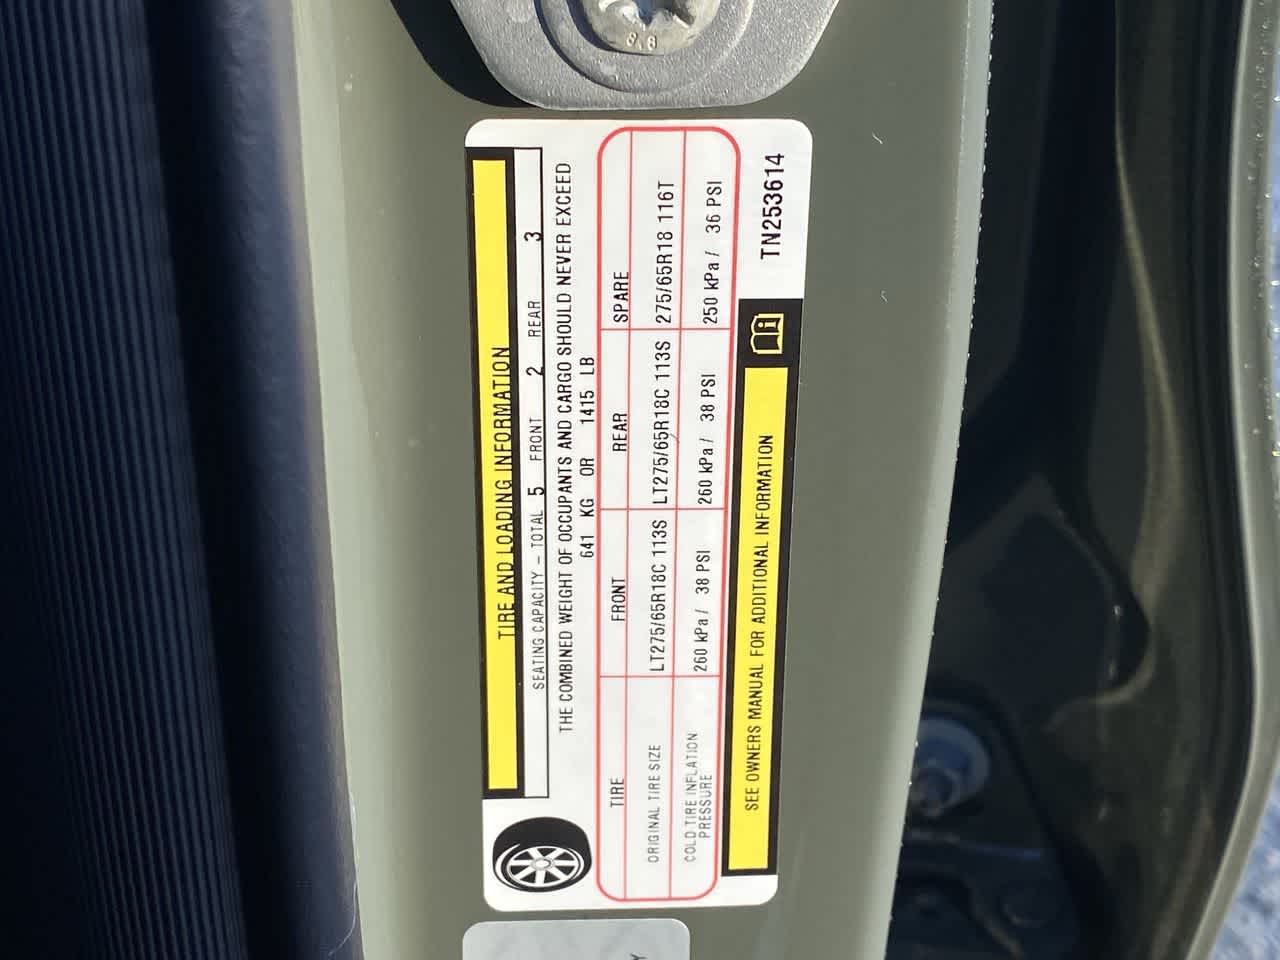 8.8
TIRE AND LOADING INFORMATION
SEATING CAPACITY – TOTAL 5 FRONT 2 REAR 3
THE COMBINED WEIGHT OF OCCUPANTS AND CARGO SHOULD NEVER EXCEED
641 KG OR 1415 LB
TIRE FRONT REAR SPARE
ORIGINAL TIRE SIZE LT275/65R18C 113S LT275/65R18C 113S 275/65R18 116T
COLD TIRE INFLATION
PRESSURE 260 kPa / 38 PSI 260 kPa / 38 PSI 250 kPa / 36 PSI
SEE OWNERS MANUAL FOR ADDITIONAL INFORMATION
TN253614
Y